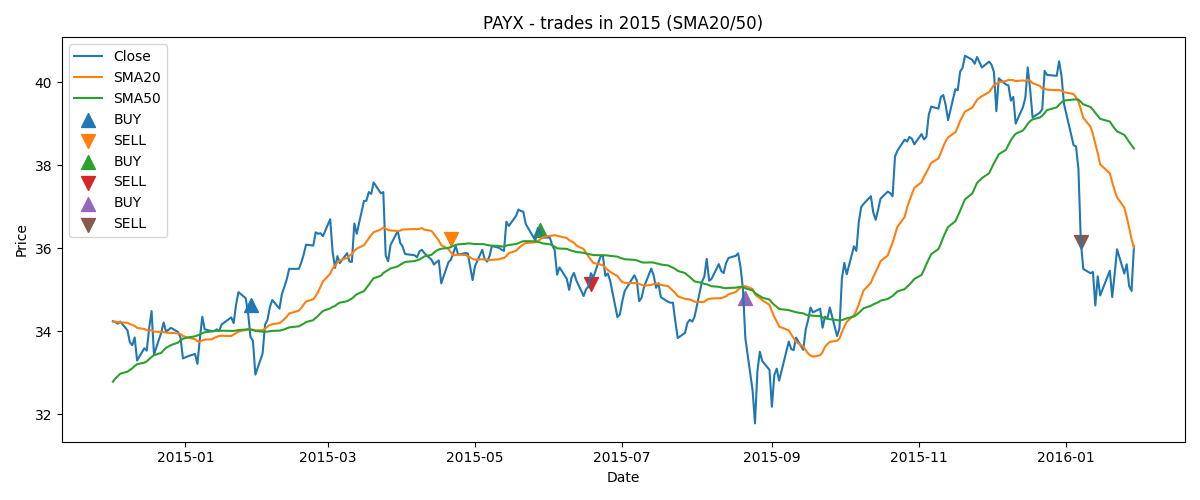 PAYX - trades in 2015 (SMA20/50)
Close
SMA20
SMA50
BUY
SELL
BUY
SELL
BUY
SELL
Price
40
38
36
34
32
2015-01 2015-03 2015-05 2015-07 2015-09 2015-11 2016-01
Date